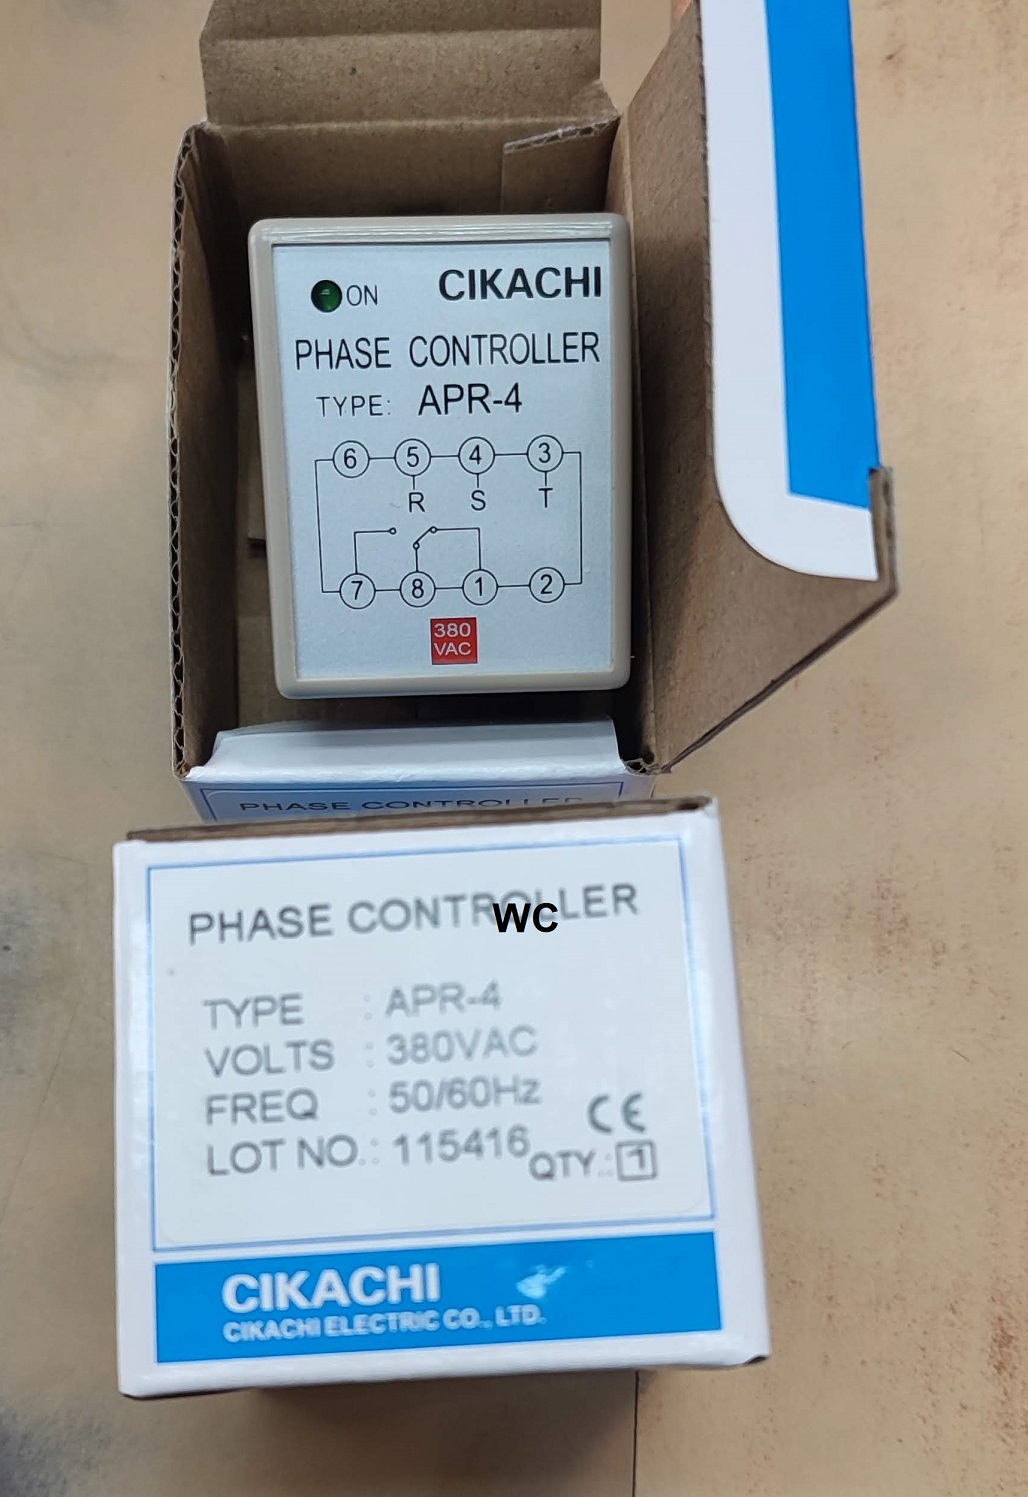 ON CIKACHI
PHASE CONTROLLER
TYPE: APR-4
6 5 4 3
R S T
7 8 1 2
380
VAC
PHASE CONTROLLER
PHASE CONTROLLER
WC
TYPE : APR-4
VOLTS : 380VAC
FREQ : 50/60Hz
CE
LOT NO.: 115416 QTY.: 1
CIKACHI
CIKACHI ELECTRIC CO., LTD.